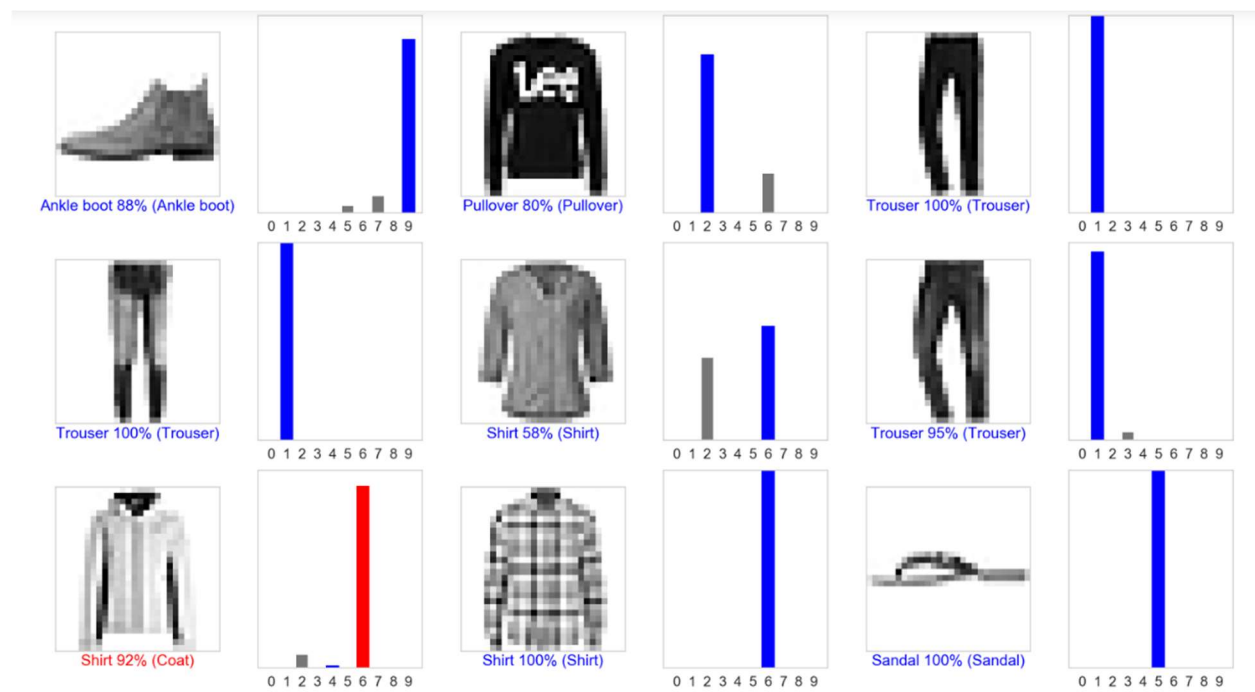 Lee
Ankle boot 88% (Ankle boot)
0 1 2 3 4 5 6 7 8 9
Pullover 80% (Pullover)
0 1 2 3 4 5 6 7 8 9
Trouser 100% (Trouser)
0 1 2 3 4 5 6 7 8 9
Trouser 100% (Trouser)
0 1 2 3 4 5 6 7 8 9
Shirt 58% (Shirt)
0 1 2 3 4 5 6 7 8 9
Trouser 95% (Trouser)
0 1 2 3 4 5 6 7 8 9
Shirt 92% (Coat)
0 1 2 3 4 5 6 7 8 9
Shirt 100% (Shirt)
0 1 2 3 4 5 6 7 8 9
Sandal 100% (Sandal)
0 1 2 3 4 5 6 7 8 9